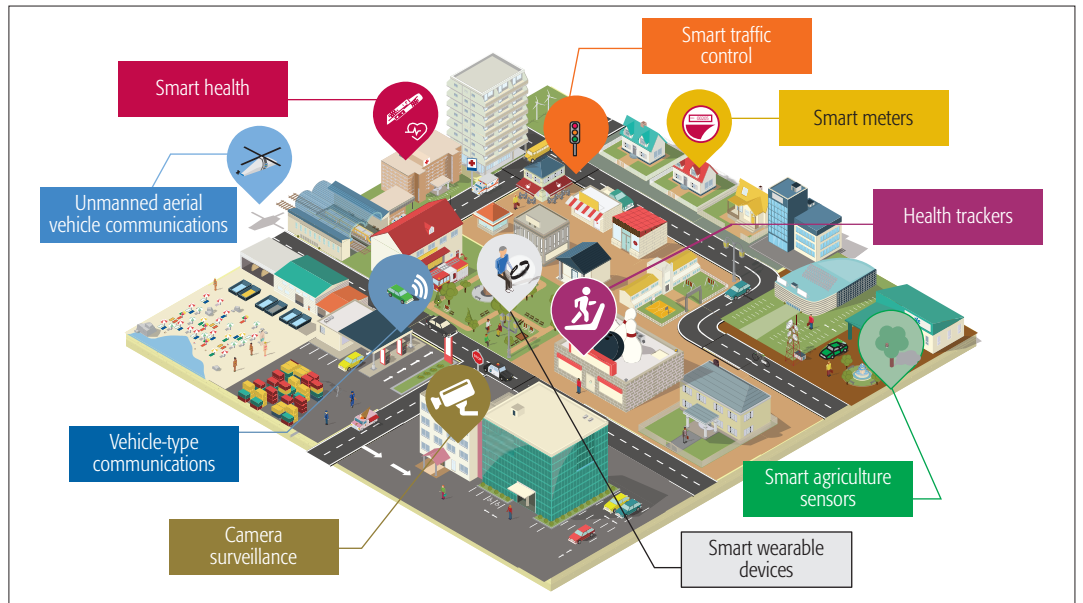 Smart traffic
control
Smart health
Smart meters
Unmanned aerial
vehicle communications
Health trackers
Vehicle-type
communications
Smart agriculture
sensors
Camera
surveillance
Smart wearable
devices